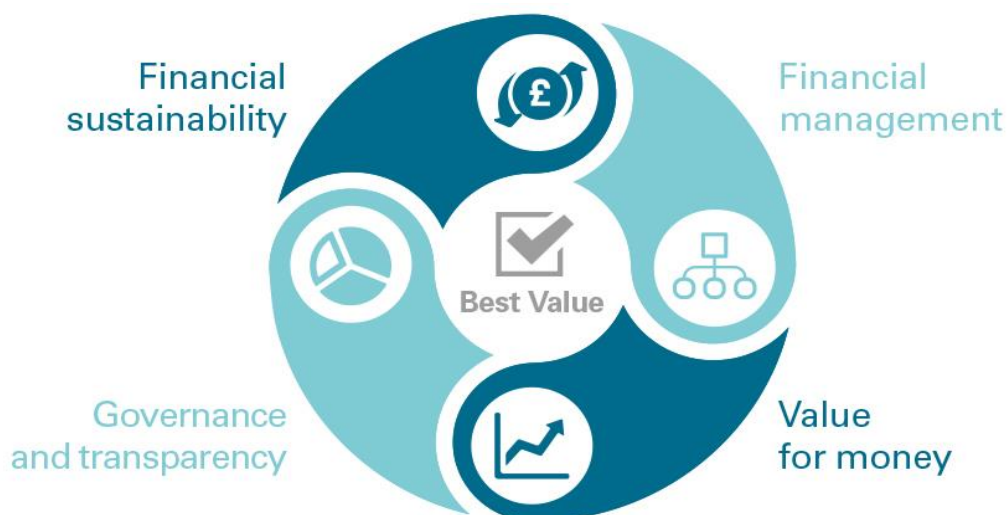 Financial
sustainability
Financial
management
£
Best Value
Governance
and transparency
Value
for money